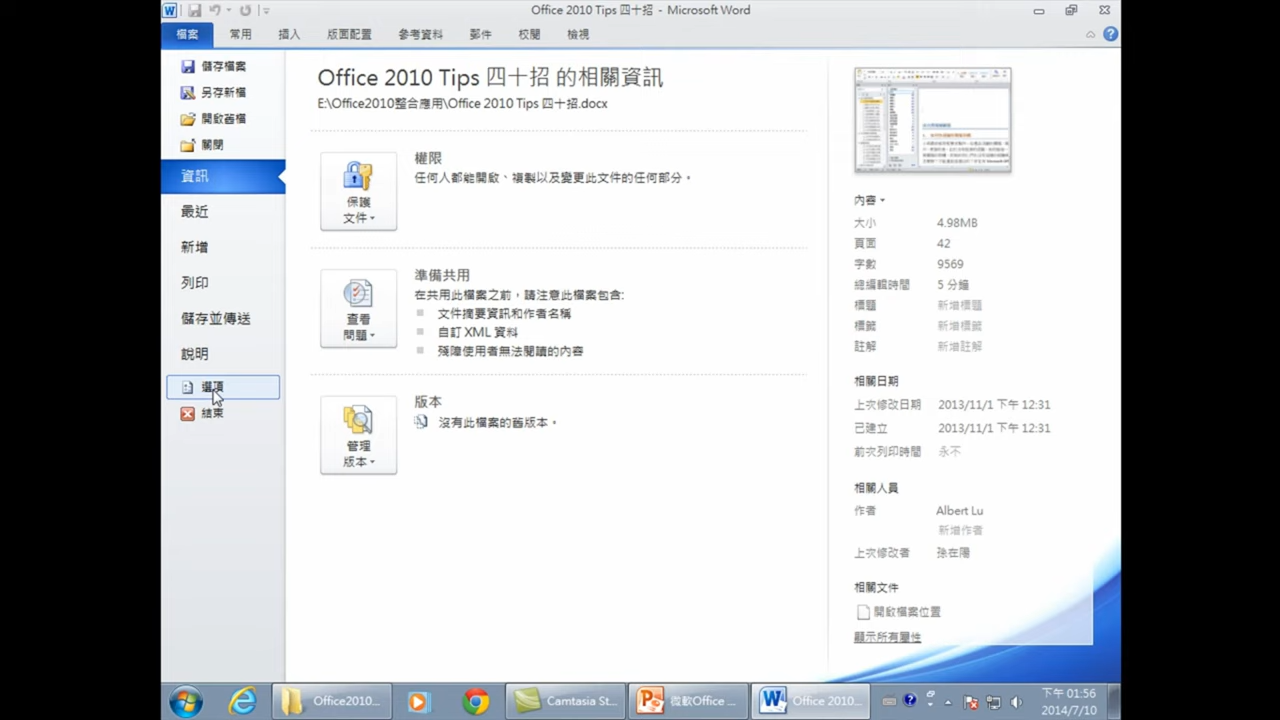 Office 2010 Tips 四十招 - Microsoft Word
檔案 常用 插入 版面配置 參考資料 郵件 校閱 檢視
儲存檔案
另存新檔
開啟舊檔
關閉
資訊
最近
新增
列印
儲存並傳送
說明
選項
結束
Office 2010 Tips 四十招 的相關資訊
E:\Office2010整合應用\Office 2010 Tips 四十招.docx
保護
文件
權限
任何人都能開啟、複製以及變更此文件的任何部分。
查看
問題
準備共用
在共用此檔案之前，請注意此檔案包含:
文件摘要資訊和作者名稱
自訂 XML 資料
殘障使用者無法閱讀的內容
管理
版本
版本
沒有此檔案的舊版本。
內容
大小 4.98MB
頁面 42
字數 9569
總編輯時間 5 分鐘
標題 新增標題
標籤 新增標籤
註解 新增註解
相關日期
上次修改日期 2013/11/1 下午 12:31
已建立 2013/11/1 下午 12:31
前次列印時間 永不
相關人員
作者 Albert Lu
新增作者
上次修改者 孫在陽
相關文件
開啟檔案位置
顯示所有屬性
Office2010... Camtasia St... 從軟Office ... Office 2010...
下午 01:56
2014/7/10